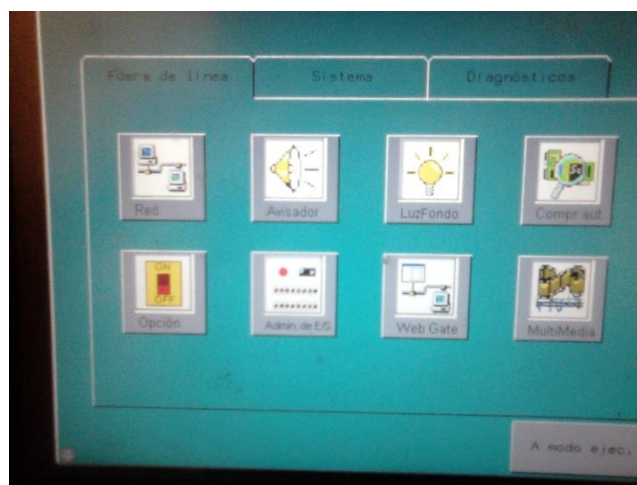 Fuera de línea
Sistema
Diagnósticos
Red
Avisador
LuzFondo
Compr aut.
ON
OFF
Opción
Admin. de E/S
Web Gate
MultiMedia
A modo ejec.